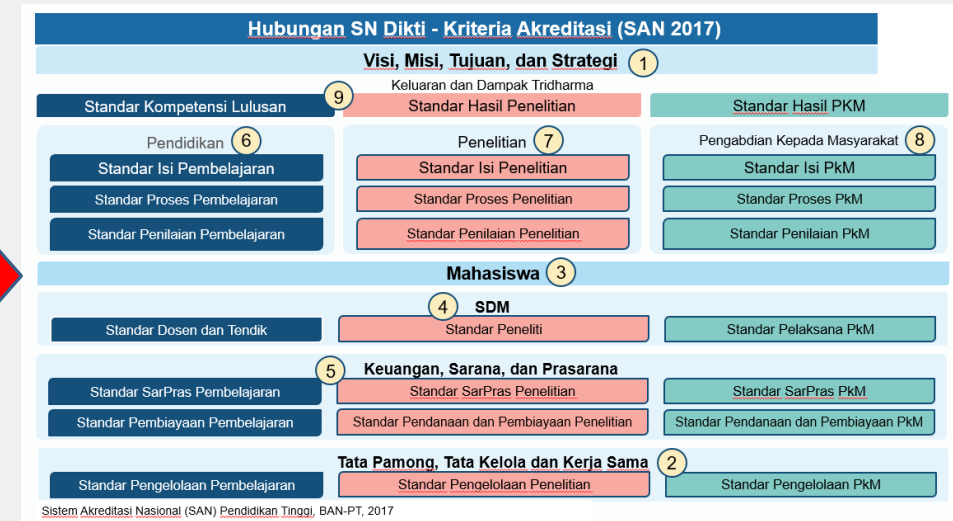 Hubungan SN Dikti - Kriteria Akreditasi (SAN 2017)
Visi, Misi, Tujuan, dan Strategi 1
Keluaran dan Dampak Tridharma
9
Standar Kompetensi Lulusan
Standar Hasil Penelitian
Standar Hasil PKM
Pendidikan 6
Standar Isi Pembelajaran
Standar Proses Pembelajaran
Standar Penilaian Pembelajaran
Penelitian 7
Standar Isi Penelitian
Standar Proses Penelitian
Standar Penilaian Penelitian
Pengabdian Kepada Masyarakat 8
Standar Isi PkM
Standar Proses PkM
Standar Penilaian PkM
Mahasiswa 3
4 SDM
Standar Dosen dan Tendik
Standar Peneliti
Standar Pelaksana PkM
5 Keuangan, Sarana, dan Prasarana
Standar SarPras Pembelajaran
Standar SarPras Penelitian
Standar SarPras PkM
Standar Pembiayaan Pembelajaran
Standar Pendanaan dan Pembiayaan Penelitian
Standar Pendanaan dan Pembiayaan PkM
Tata Pamong, Tata Kelola dan Kerja Sama 2
Standar Pengelolaan Pembelajaran
Standar Pengelolaan Penelitian
Standar Pengelolaan PkM
Sistem Akreditasi Nasional (SAN) Pendidikan Tinggi, BAN-PT, 2017